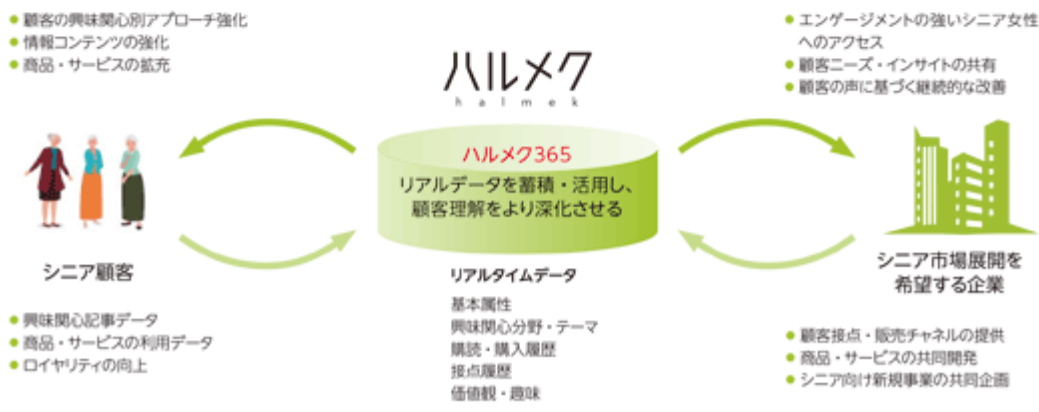 顧客の興味関心別アプローチ強化
情報コンテンツの強化
商品・サービスの拡充
ハルメク
halmek
エンゲージメントの強いシニア女性
へのアクセス
顧客ニーズ・インサイトの共有
顧客の声に基づく継続的な改善
ハルメク365
リアルデータを蓄積・活用し、
顧客理解をより深化させる
シニア顧客
シニア市場展開を
希望する企業
リアルタイムデータ
基本属性
興味関心分野・テーマ
購読・購入履歴
接点履歴
価値観・趣味
興味関心記事データ
商品・サービスの利用データ
ロイヤリティの向上
顧客接点・販売チャネルの提供
商品・サービスの共同開発
シニア向け新規事業の共同企画